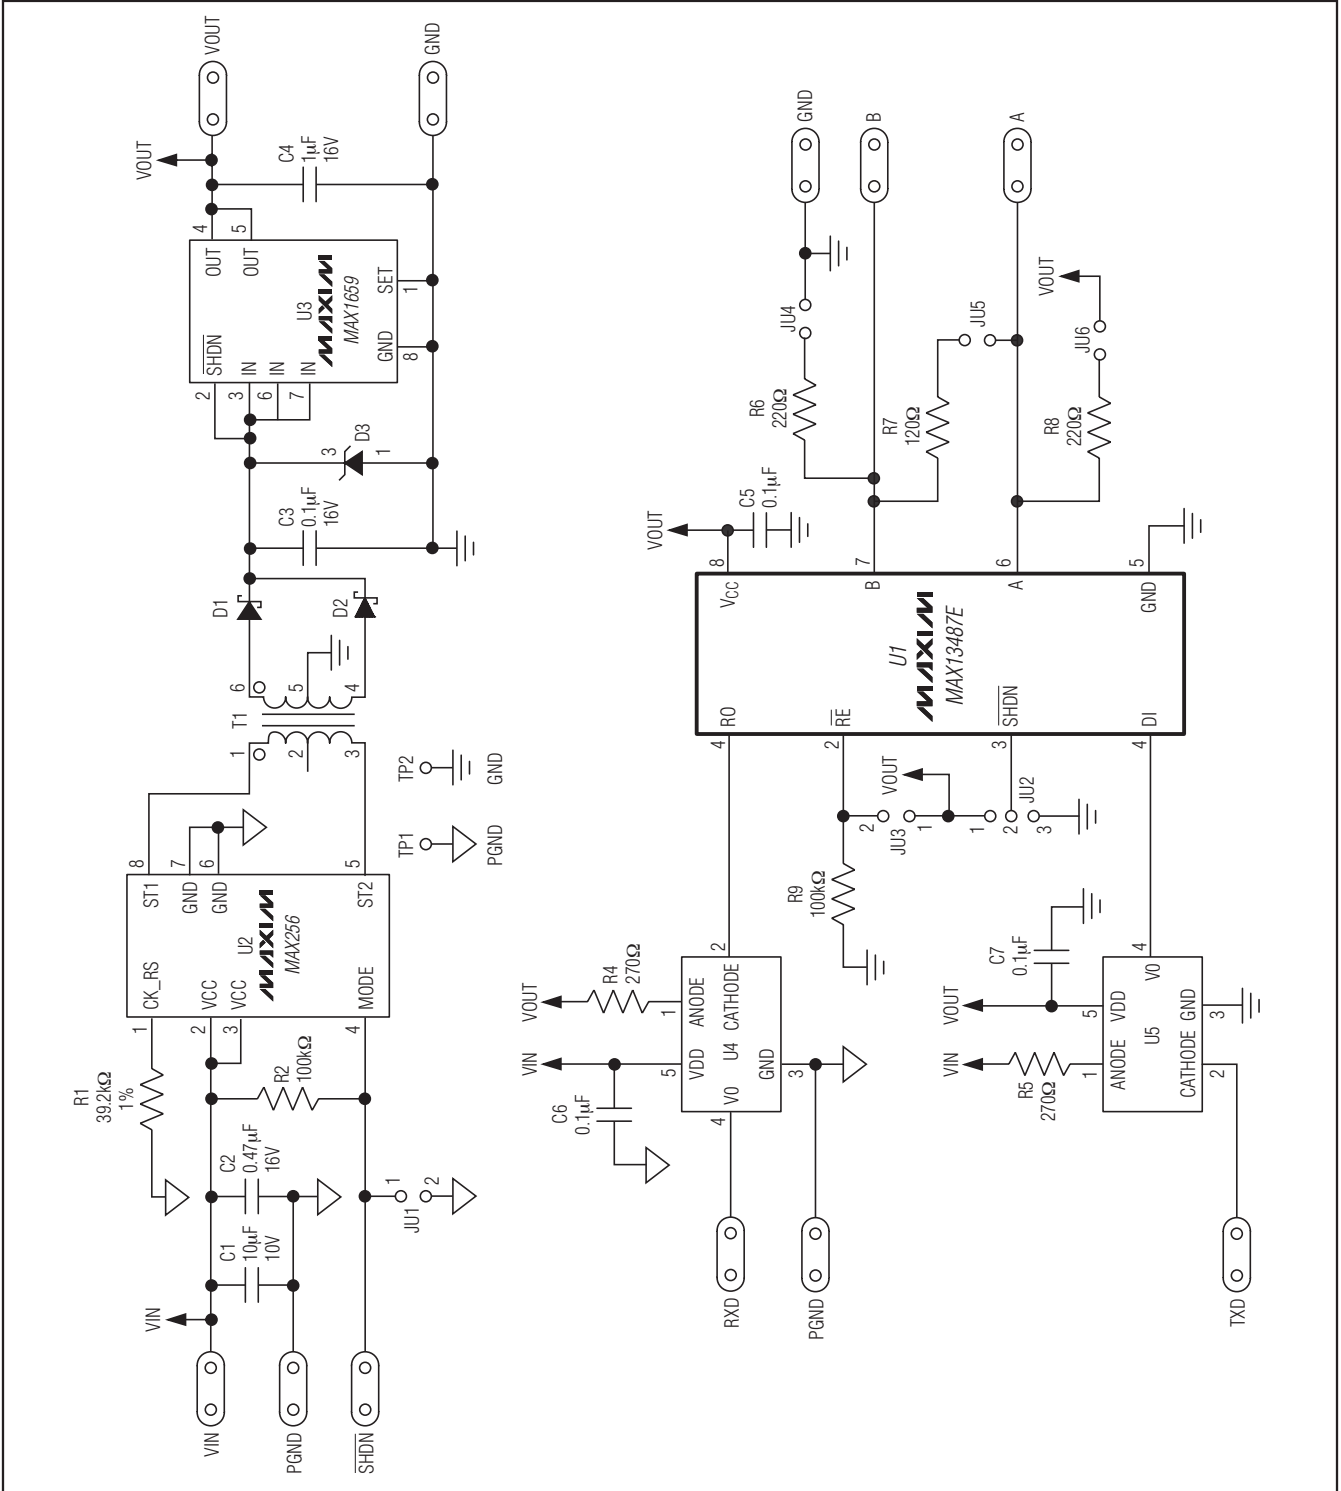 VIN
PGND
SHDN
VIN
C1
10µF
10V
C2
0.47µF
16V
R1
39.2kΩ
1%
R2
100kΩ
JU1
1
2
1
2
3
4
CK_RS
VCC
VCC
MODE
U2
MAXIM
MAX256
ST1
GND
GND
ST2
8
7
6
5
TP1
PGND
TP2
GND
T1
1
2
3
6
5
4
D1
D2
C3
0.1µF
16V
3
D3
1
2
3
6
7
SHDN
IN
IN
IN
U3
MAXIM
MAX1659
GND
SET
8
1
OUT
OUT
4
5
C4
1µF
16V
VOUT
VOUT
GND
RXD
PGND
TXD
C6
0.1µF
VIN
VOUT
R4
270Ω
4
5
1
3
2
V0
VDD
ANODE
U4
GND
CATHODE
VIN
R5
270Ω
VOUT
C7
0.1µF
1
5
2
3
4
ANODE
VDD
U5
CATHODE
GND
V0
R9
100kΩ
2
JU3
1
VOUT
1
2
3
JU2
4
2
3
4
RO
RE
SHDN
DI
U1
MAXIM
MAX13487E
VCC
B
A
GND
8
7
6
5
VOUT
C5
0.1µF
R6
220Ω
JU4
R7
120Ω
JU5
R8
220Ω
JU6
VOUT
GND
B
A